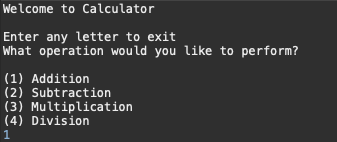 Welcome to Calculator
Enter any letter to exit
What operation would you like to perform?
(1) Addition
(2) Subtraction
(3) Multiplication
(4) Division
1